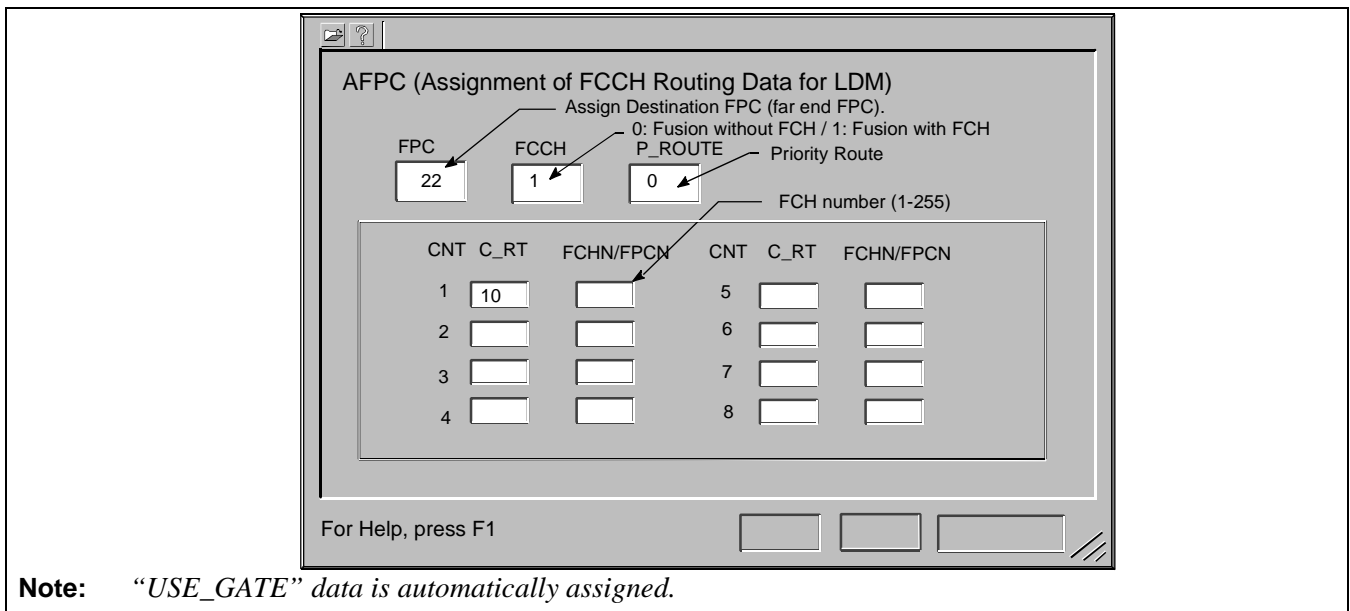 ?
AFPC (Assignment of FCCH Routing Data for LDM)
Assign Destination FPC (far end FPC).
0: Fusion without FCH / 1: Fusion with FCH
FPC FCCH P_ROUTE Priority Route
22 1 0
FCH number (1-255)
CNT C_RT FCHN/FPCN CNT C_RT FCHN/FPCN
1 10 5
2 6
3 7
4 8
For Help, press F1
Note: “USE_GATE” data is automatically assigned.